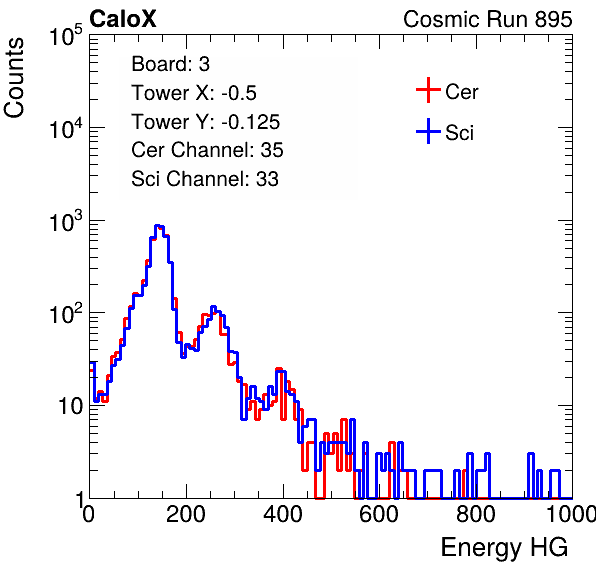 CaloX Cosmic Run 895
Counts
10^5
10^4
10^3
10^2
10
1
Board: 3
Tower X: -0.5
Tower Y: -0.125
Cer Channel: 35
Sci Channel: 33
Cer
Sci
0 200 400 600 800 1000
Energy HG